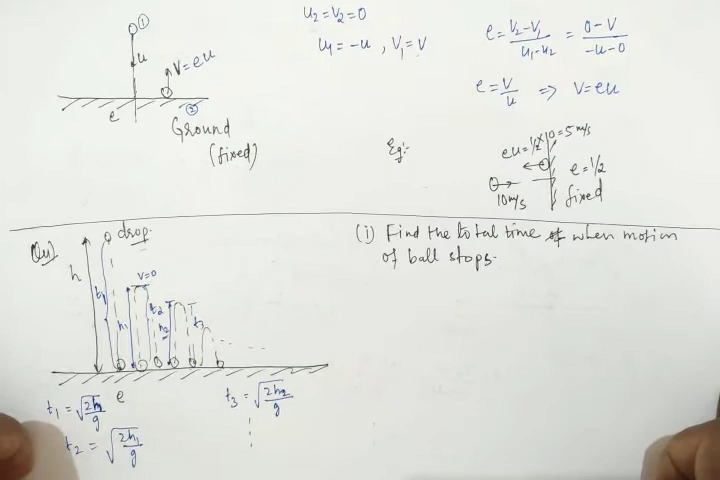 ①
u
V=eu
②
e
Ground
(fixed)
u₂=V₂=0
u₁=-u, V₁=V
e = (V₂-V₁)/(u₁-u₂) = (0-V)/(-u-0)
e = V/u ⇒ V=eu
Eg:-
eu=1/2×10=5m/s
e=1/2
10m/s
fixed
Qu)
drop
h
t₁
V=0
h₁
t₂
h₂
t₃
e
t₁ = √(2h/g)
t₂ = √(2h₁/g)
t₃ = √(2h₂/g)
(i) Find the total time when motion
of ball stops.